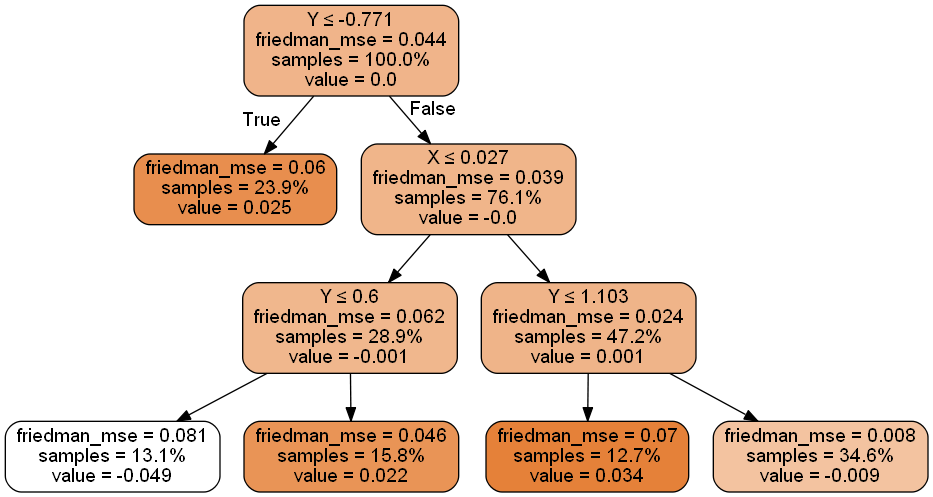 Y ≤ -0.771
friedman_mse = 0.044
samples = 100.0%
value = 0.0
True
False
friedman_mse = 0.06
samples = 23.9%
value = 0.025
X ≤ 0.027
friedman_mse = 0.039
samples = 76.1%
value = -0.0
Y ≤ 0.6
friedman_mse = 0.062
samples = 28.9%
value = -0.001
Y ≤ 1.103
friedman_mse = 0.024
samples = 47.2%
value = 0.001
friedman_mse = 0.081
samples = 13.1%
value = -0.049
friedman_mse = 0.046
samples = 15.8%
value = 0.022
friedman_mse = 0.07
samples = 12.7%
value = 0.034
friedman_mse = 0.008
samples = 34.6%
value = -0.009